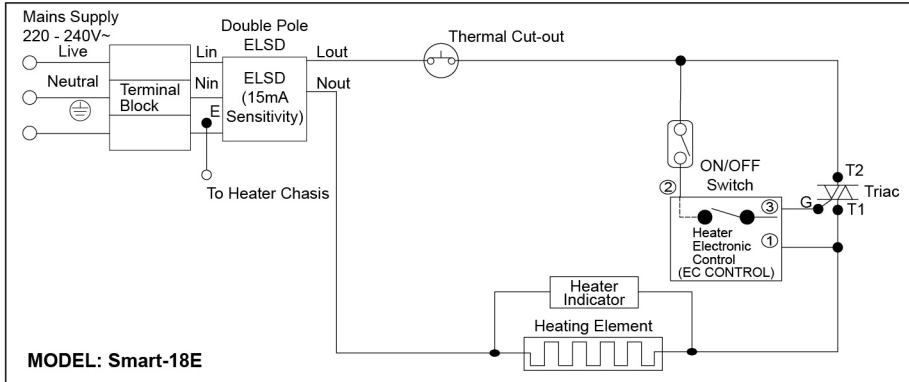 Mains Supply
220 - 240V~
Live
Neutral
Terminal
Block
Lin
Nin
E
Double Pole
ELSD
ELSD
(15mA
Sensitivity)
Lout
Nout
To Heater Chasis
Thermal Cut-out
ON/OFF
Switch
②
③
①
Heater
Electronic
Control
(EC CONTROL)
G
T2
Triac
T1
Heater
Indicator
Heating Element
MODEL: Smart-18E